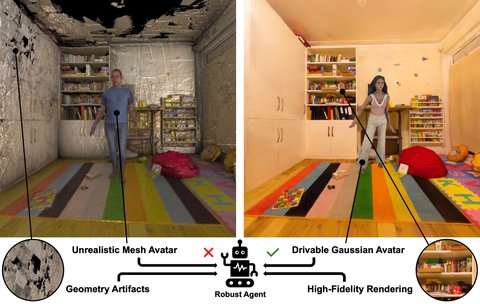 Unrealistic Mesh Avatar
Drivable Gaussian Avatar
Geometry Artifacts
Robust Agent
High-Fidelity Rendering